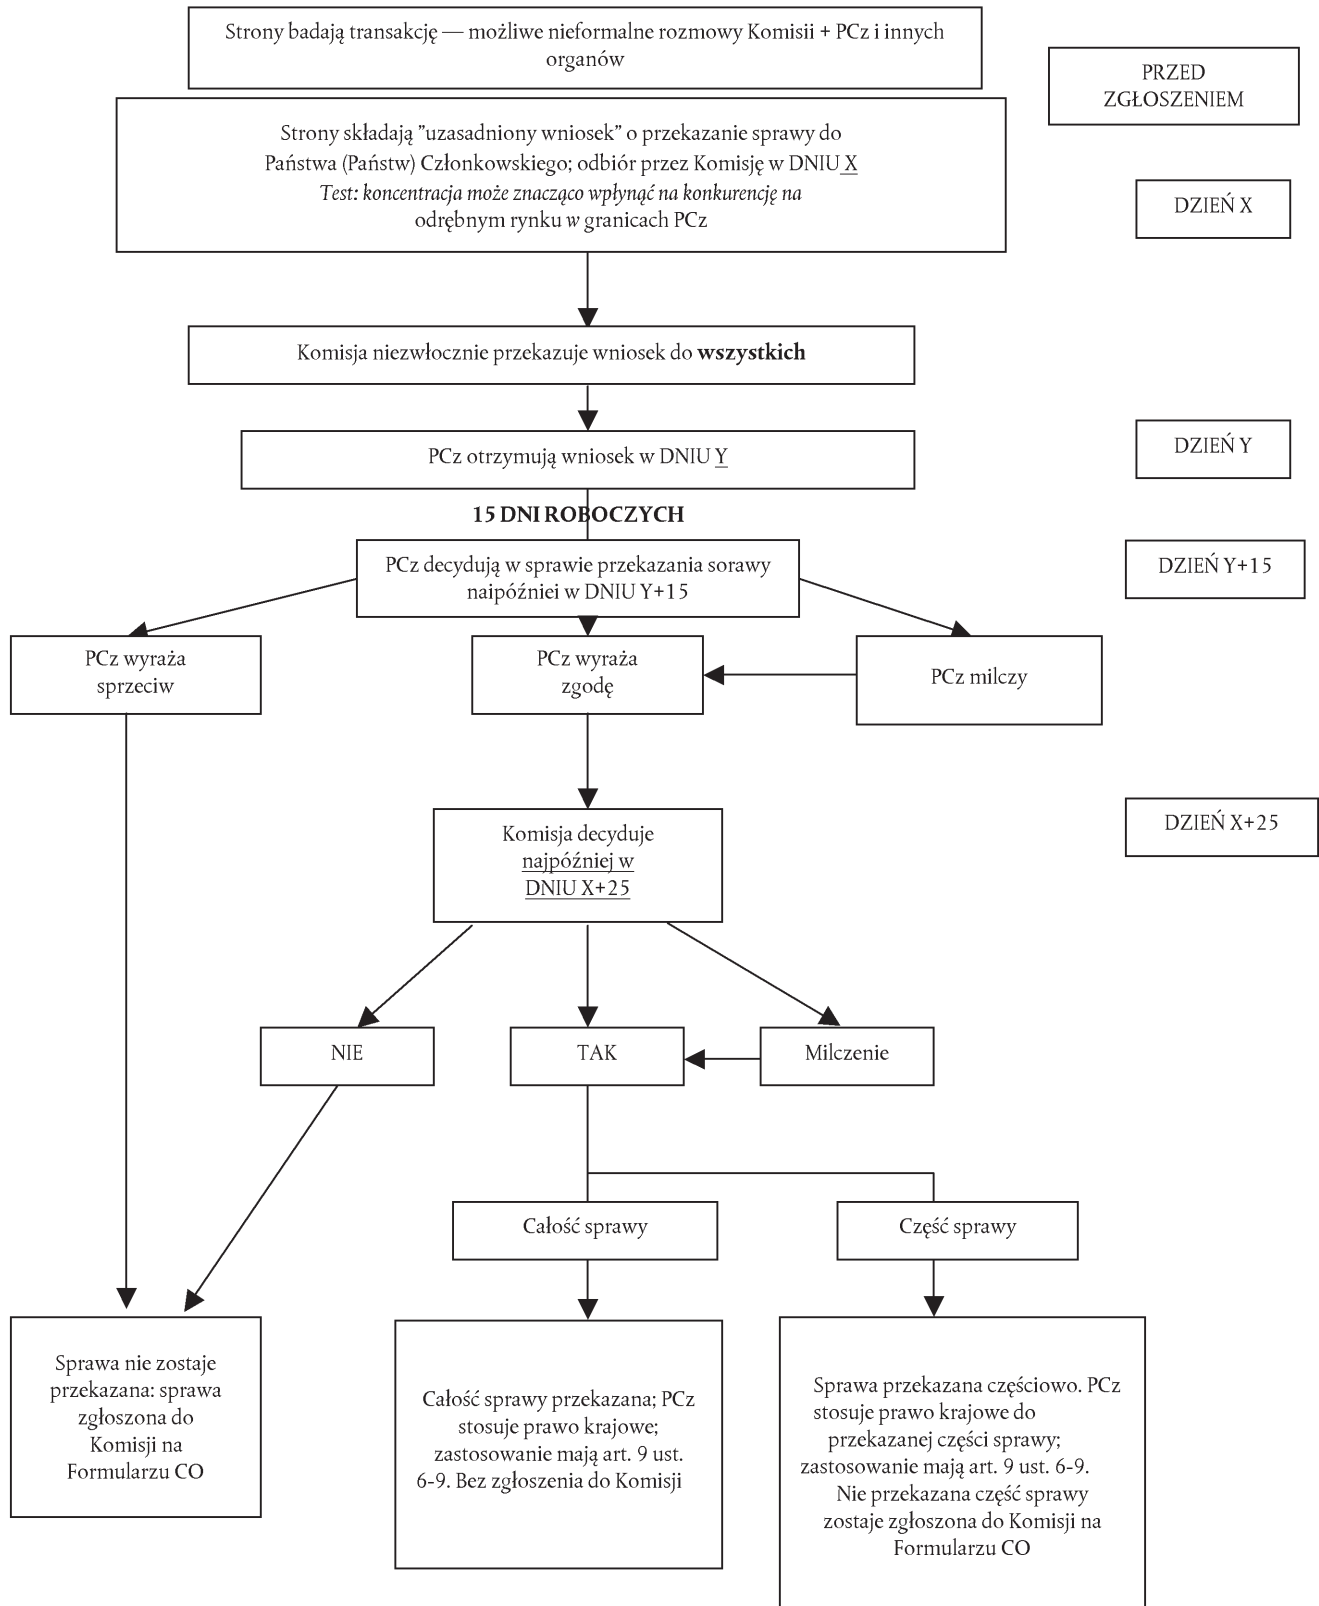 Strony badają transakcję — możliwe nieformalne rozmowy Komisii + PCz i innych
organów
PRZED
ZGŁOSZENIEM
Strony składają ”uzasadniony wniosek” o przekazanie sprawy do
Państwa (Państw) Członkowskiego; odbiór przez Komisję w DNIU X
Test: koncentracja może znacząco wpłynąć na konkurencję na
odrębnym rynku w granicach PCz
DZIEŃ X
Komisja niezwłocznie przekazuje wniosek do wszystkich
PCz otrzymują wniosek w DNIU Y
DZIEŃ Y
15 DNI ROBOCZYCH
PCz decydują w sprawie przekazania sorawy
naipóźniei w DNIU Y+15
DZIEŃ Y+15
PCz wyraża
sprzeciw
PCz wyraża
zgodę
PCz milczy
Komisja decyduje
najpóźniej w
DNIU X+25
DZIEŃ X+25
NIE
TAK
Milczenie
Całość sprawy
Część sprawy
Sprawa nie zostaje
przekazana: sprawa
zgłoszona do
Komisji na
Formularzu CO
Całość sprawy przekazana; PCz
stosuje prawo krajowe;
zastosowanie mają art. 9 ust.
6-9. Bez zgłoszenia do Komisji
Sprawa przekazana częściowo. PCz
stosuje prawo krajowe do
przekazanej części sprawy;
zastosowanie mają art. 9 ust. 6-9.
Nie przekazana część sprawy
zostaje zgłoszona do Komisji na
Formularzu CO